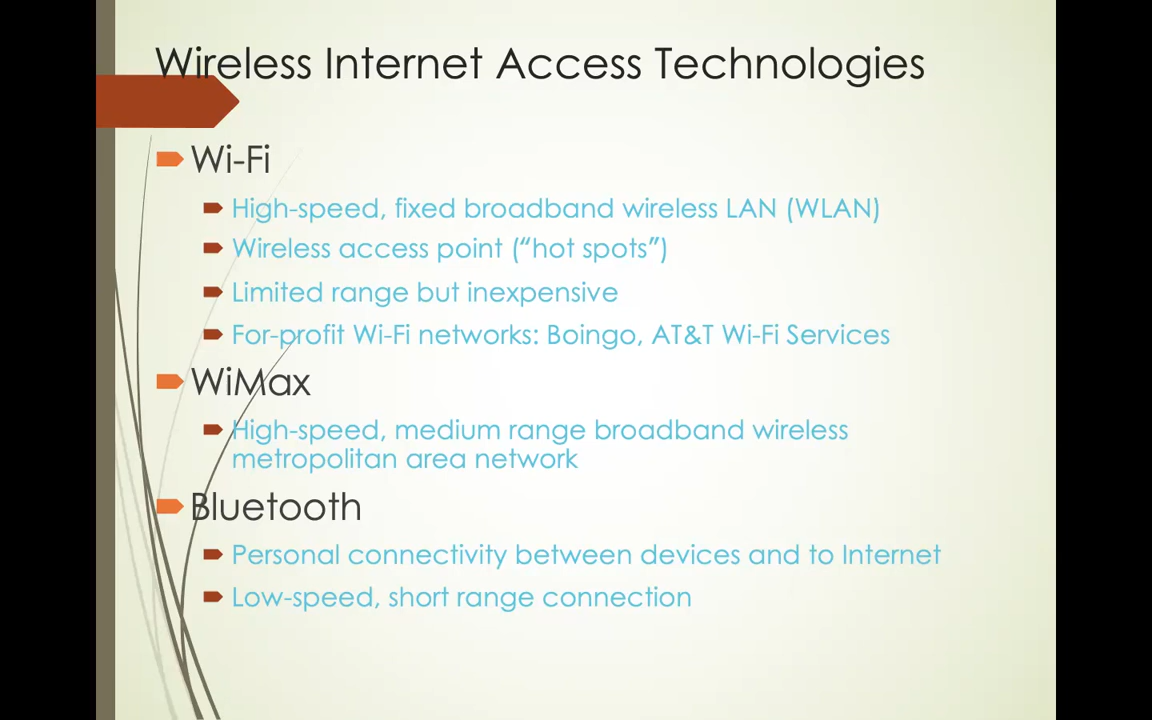 Wireless Internet Access Technologies
Wi-Fi
High-speed, fixed broadband wireless LAN (WLAN)
Wireless access point (“hot spots”)
Limited range but inexpensive
For-profit Wi-Fi networks: Boingo, AT&T Wi-Fi Services
WiMax
High-speed, medium range broadband wireless
metropolitan area network
Bluetooth
Personal connectivity between devices and to Internet
Low-speed, short range connection